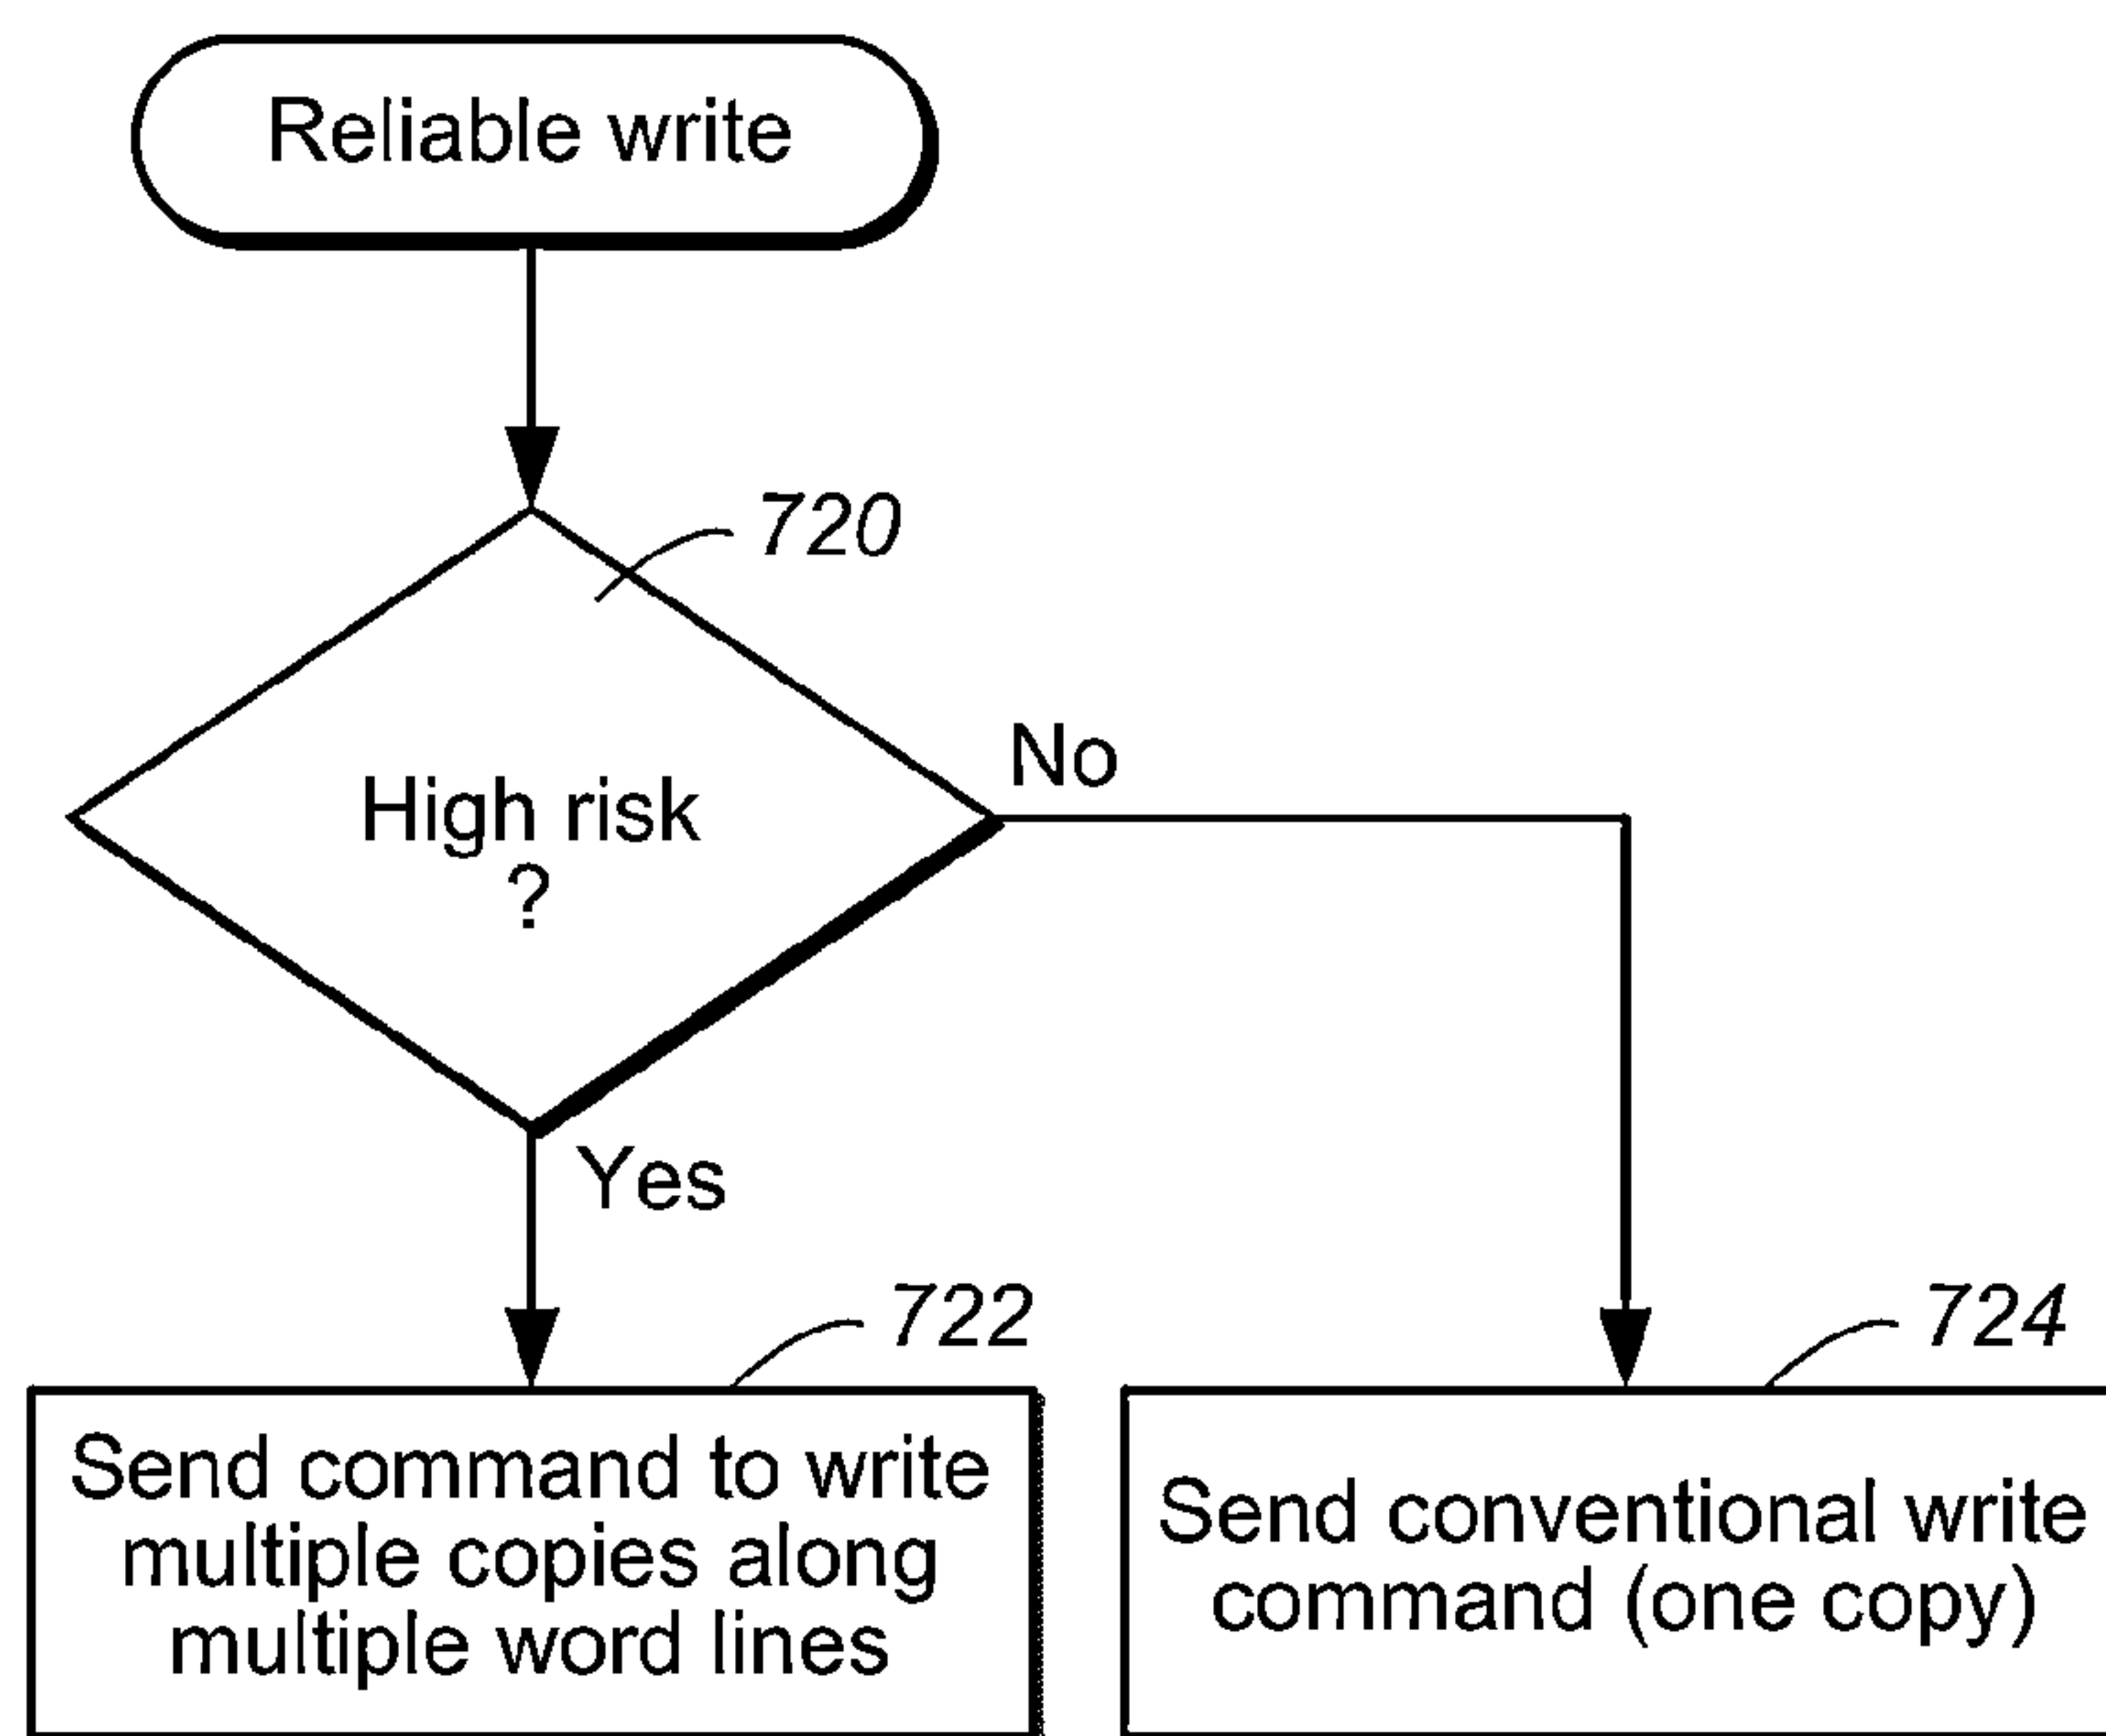 Reliable write
720
High risk
?
No
Yes
722
724
Send command to write
multiple copies along
multiple word lines
Send conventional write
command (one copy)